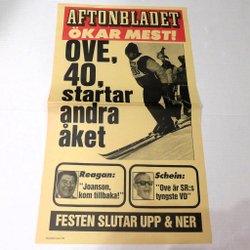 AFTONBLADET
ÖKAR MEST!
OVE,
40,
startar
andra
åket
Reagan:
"Joanson,
kom tillbaka!"
Schein:
"Ove är SR:s
tyngste VD"
FESTEN SLUTAR UPP & NER